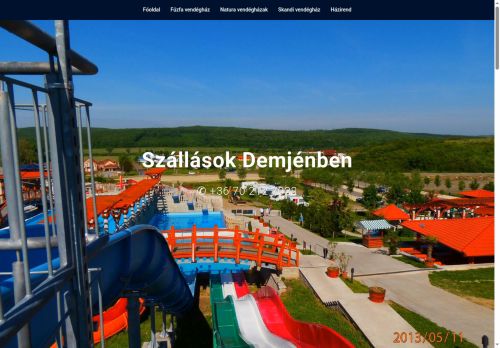 Főoldal Fűzfa vendégház Natura vendégházak Skandi vendégház Házirend
Szállások Demjénben
✆ +36 70
2013/05/11